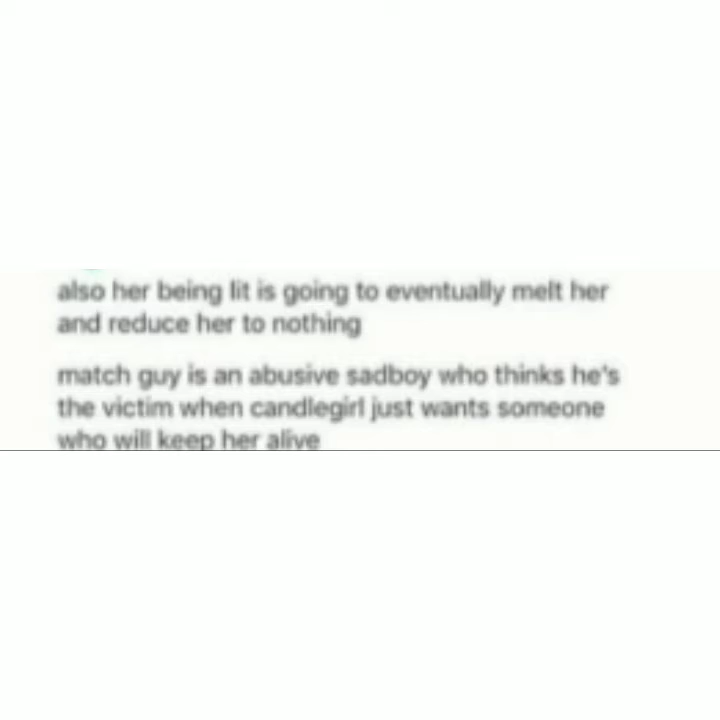 also her being lit is going to eventually melt her
and reduce her to nothing
match guy is an abusive sadboy who thinks he's
the victim when candlegirl just wants someone
who will keep her alive